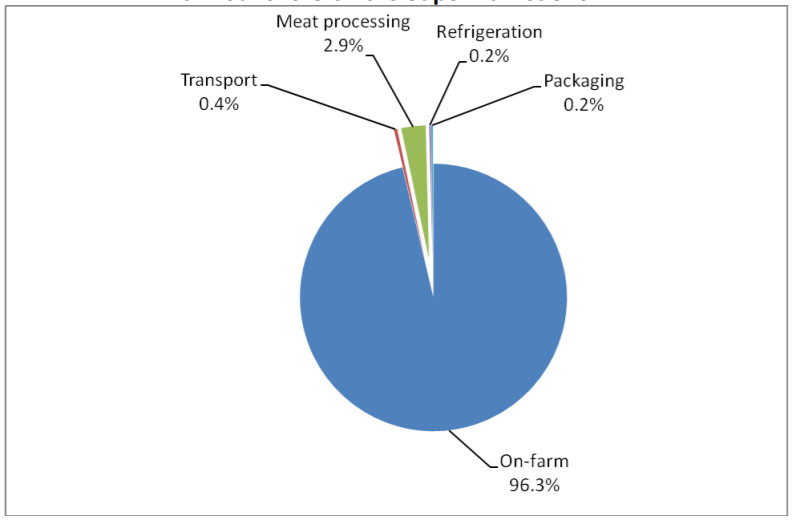 Meat processing
2.9%
Refrigeration
0.2%
Transport
0.4%
Packaging
0.2%
On-farm
96.3%